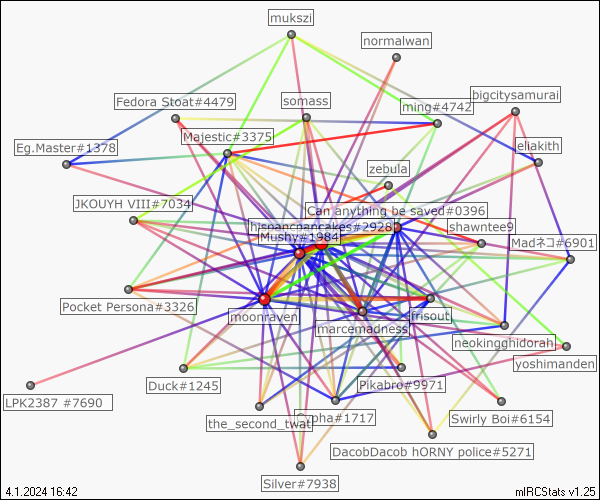 mukszi
normalwan
bigcitysamurai
Fedora Stoat#4479
somass
ming#4742
Majestic#3375
Eg.Master#1378
eliakith
zebula
JKOUYH VIII#7034
Can anything be saved#0396
hispancpancakes#2928
shawntee9
Mushy#1984
Madネコ#6901
Pocket Persona#3326
moonraven
frisout
marcemadness
neokingghidorah
yoshimanden
Duck#1245
Pikabro#9971
LPK2387 #7690
the_second_twat
#1717
Swirly Boi#6154
DacobDacob hORNY police#5271
Silver#7938
4.1.2024 16:42
mIRCStats v1.25